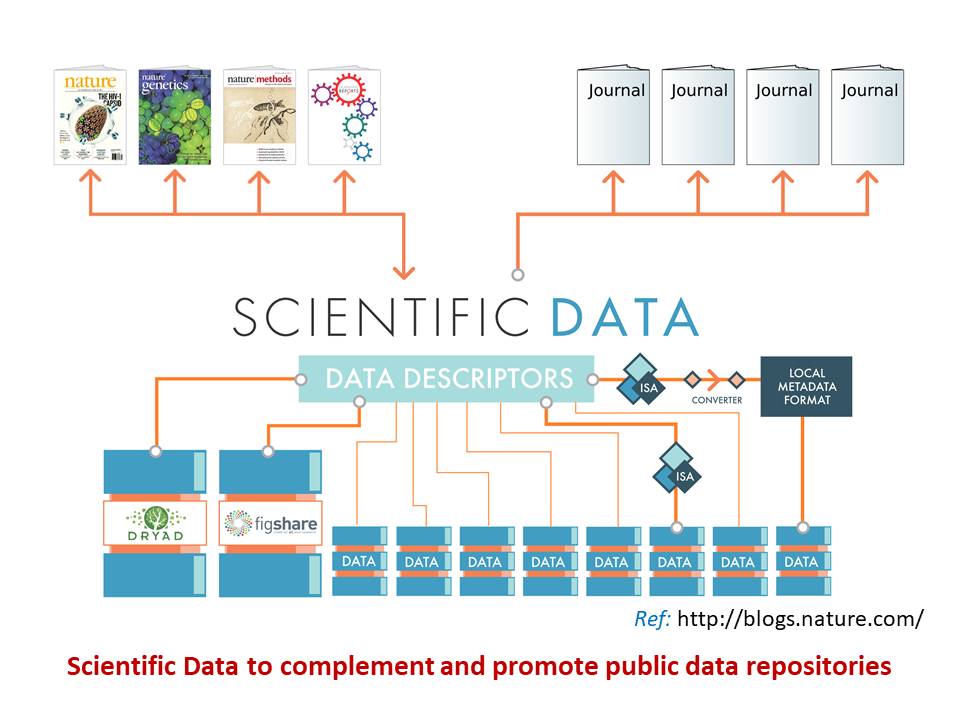 nature
THE HIV-1
CAPSID
nature
genetics
nature methods
REPORTS
Journal
Journal
Journal
Journal
SCIENTIFIC DATA
DATA DESCRIPTORS
ISA
CONVERTER
LOCAL
METADATA
FORMAT
ISA
DRYAD
figshare
DATA
DATA
DATA
DATA
DATA
DATA
DATA
DATA
Ref: http://blogs.nature.com/
Scientific Data to complement and promote public data repositories